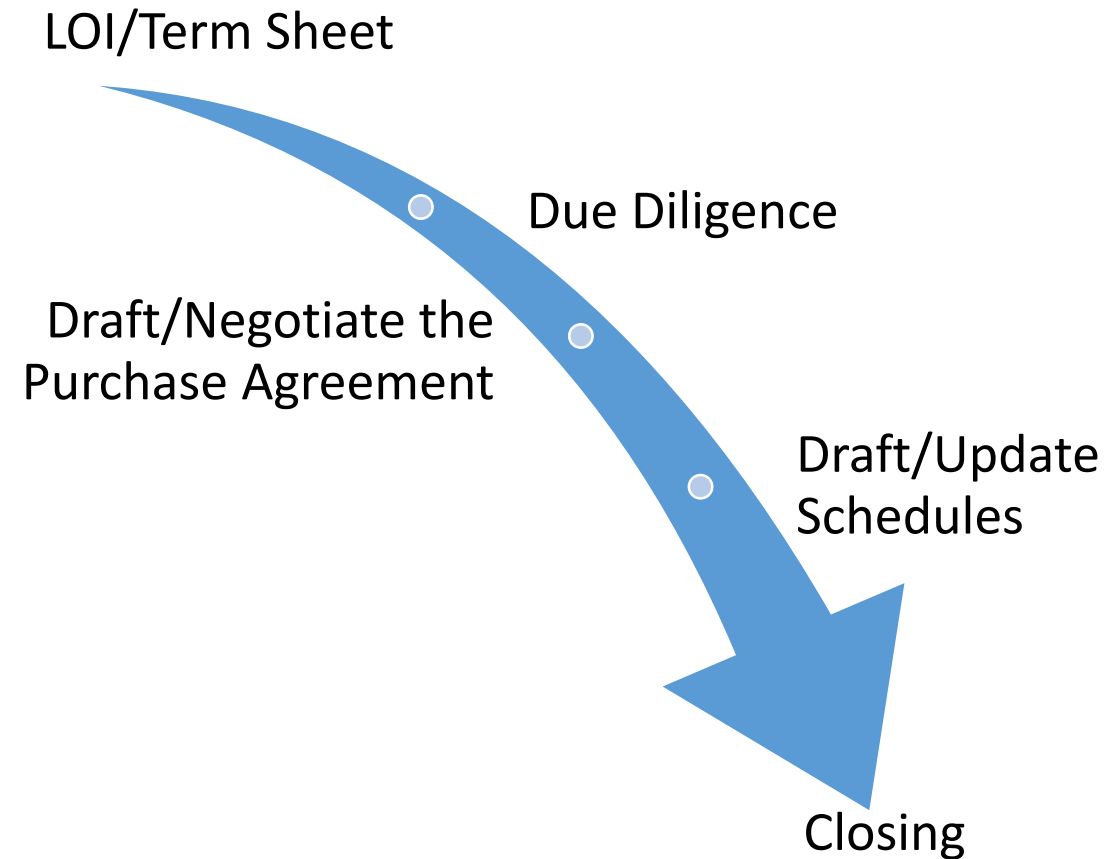 LOI/Term Sheet
Due Diligence
Draft/Negotiate the
Purchase Agreement
Draft/Update
Schedules
Closing